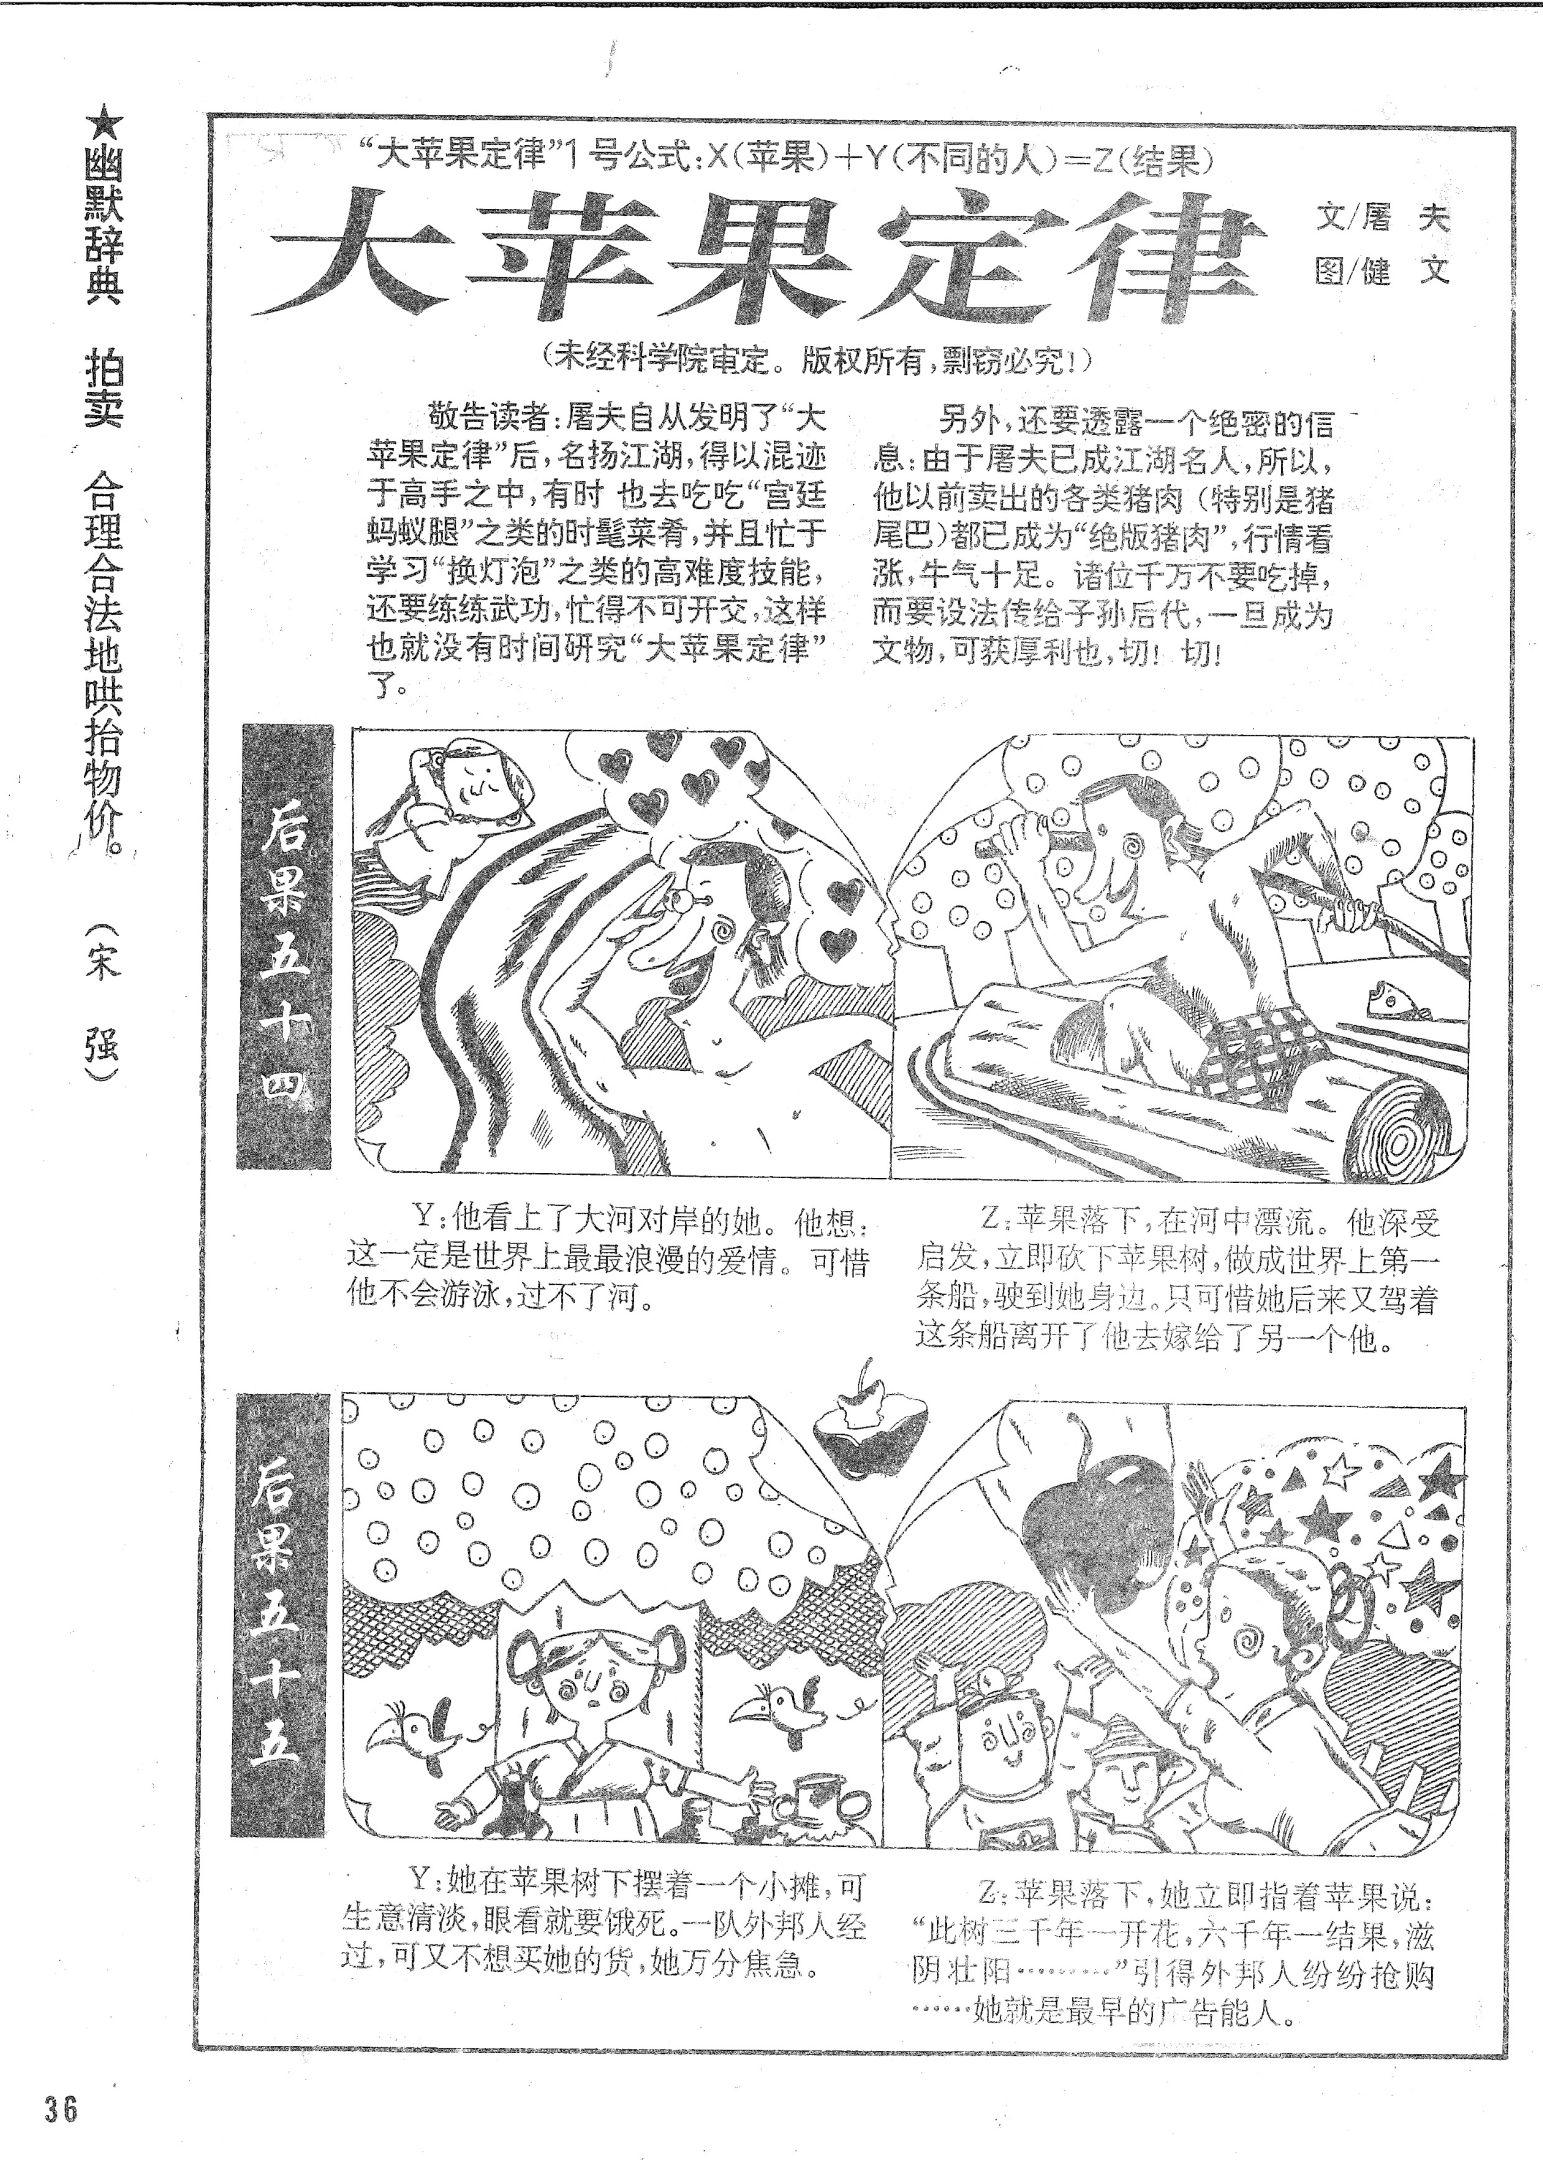 ★幽默辞典 拍卖 合理合法地哄抬物价。 (宋 强)
“大苹果定律”1号公式:X(苹果)+Y(不同的人)=Z(结果)
大苹果定律
文/屠 夫
图/健 文
(未经科学院审定。版权所有,剽窃必究!)
敬告读者:屠夫自从发明了“大
苹果定律”后,名扬江湖,得以混迹
于高手之中,有时 也去吃吃“宫廷
蚂蚁腿”之类的时髦菜肴,并且忙于
学习“换灯泡”之类的高难度技能,
还要练练武功,忙得不可开交,这样
也就没有时间研究“大苹果定律”
了。
另外,还要透露一个绝密的信
息:由于屠夫已成江湖名人,所以,
他以前卖出的各类猪肉(特别是猪
尾巴)都已成为“绝版猪肉”,行情看
涨,牛气十足。诸位千万不要吃掉,
而要设法传给子孙后代,一旦成为
文物,可获厚利也,切!切!
后果五十四
Y:他看上了大河对岸的她。他想:
这一定是世界上最最浪漫的爱情。可惜
他不会游泳,过不了河。
Z:苹果落下,在河中漂流。他深受
启发,立即砍下苹果树,做成世界上第一
条船,驶到她身边。只可惜她后来又驾着
这条船离开了他去嫁给了另一个他。
后果五十五
Y:她在苹果树下摆着一个小摊,可
生意清淡,眼看就要饿死。一队外邦人经
过,可又不想买她的货,她万分焦急。
Z:苹果落下,她立即指着苹果说:
“此树三千年一开花,六千年一结果,滋
阴壮阳………”引得外邦人纷纷抢购
……她就是最早的广告能人。
36